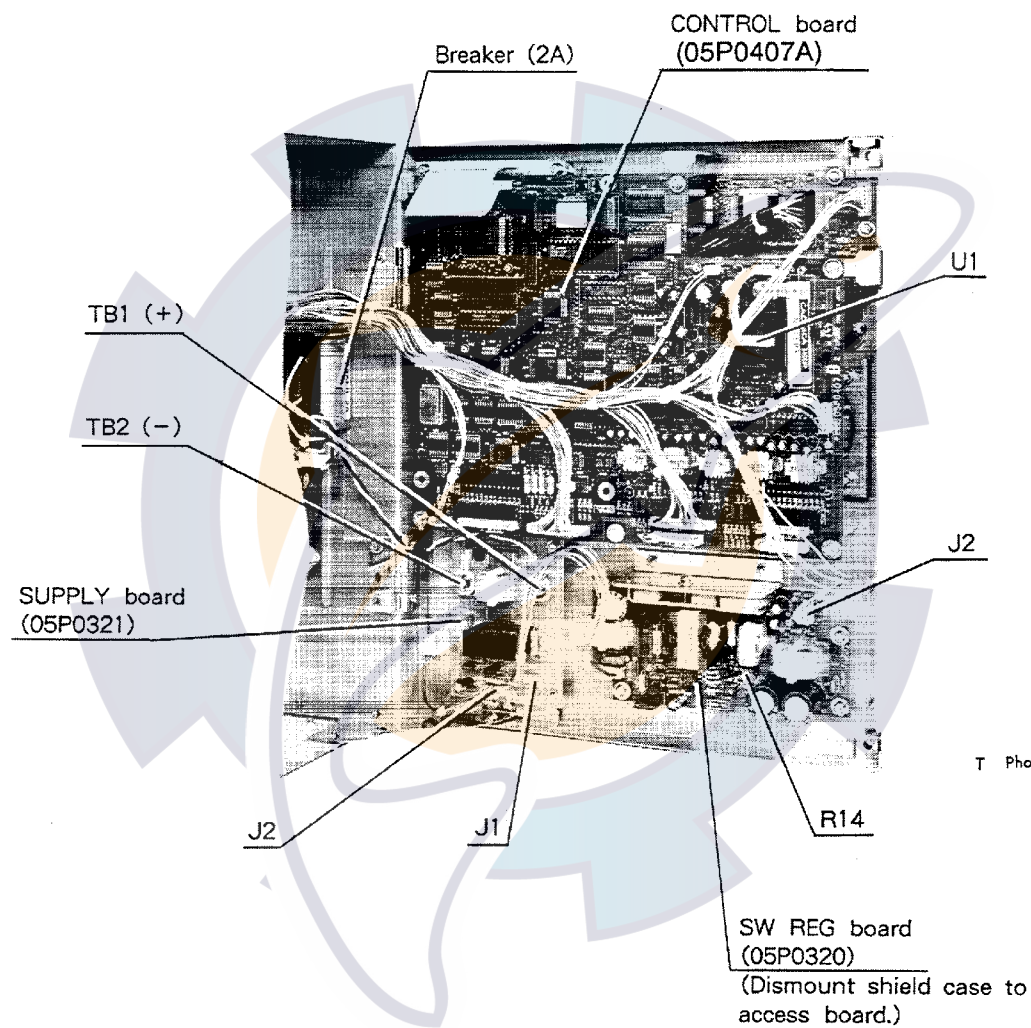 CONTROL board
(05P0407A)
Breaker (2A)
U1
TB1 (+)
TB2 (-)
J2
SUPPLY board
(05P0321)
T Pho
J2
J1
R14
SW REG board
(05P0320)
(Dismount shield case to
access board.)